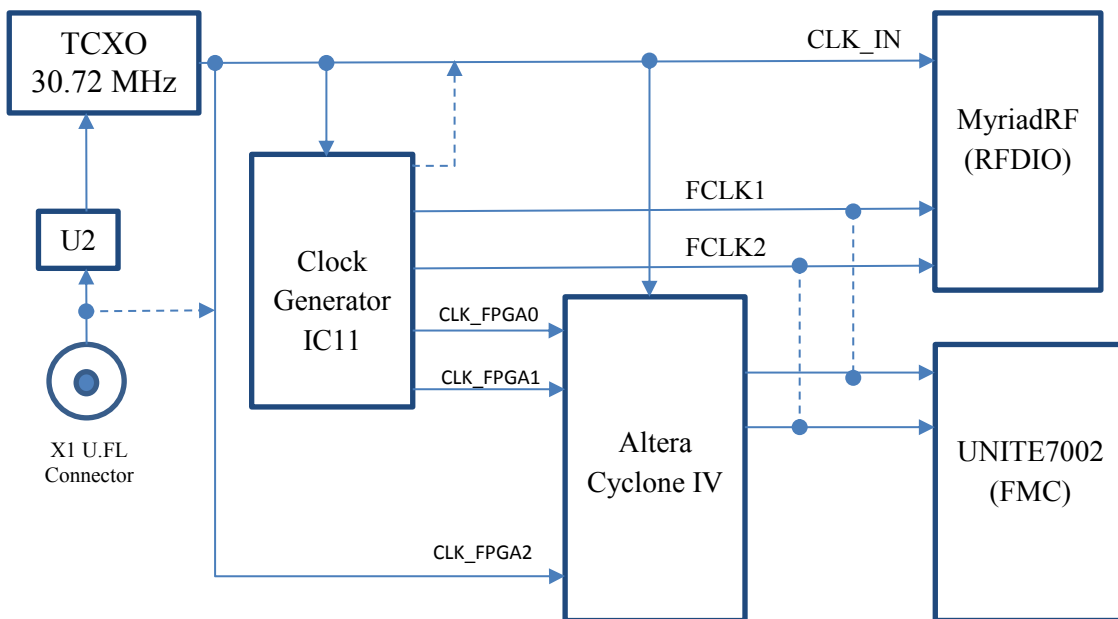 TCXO
30.72 MHz
CLK_IN
MyriadRF
(RFDIO)
FCLK1
U2
FCLK2
Clock
Generator
IC11
CLK_FPGA0
CLK_FPGA1
X1 U.FL
Connector
Altera
Cyclone IV
UNITE7002
(FMC)
CLK_FPGA2